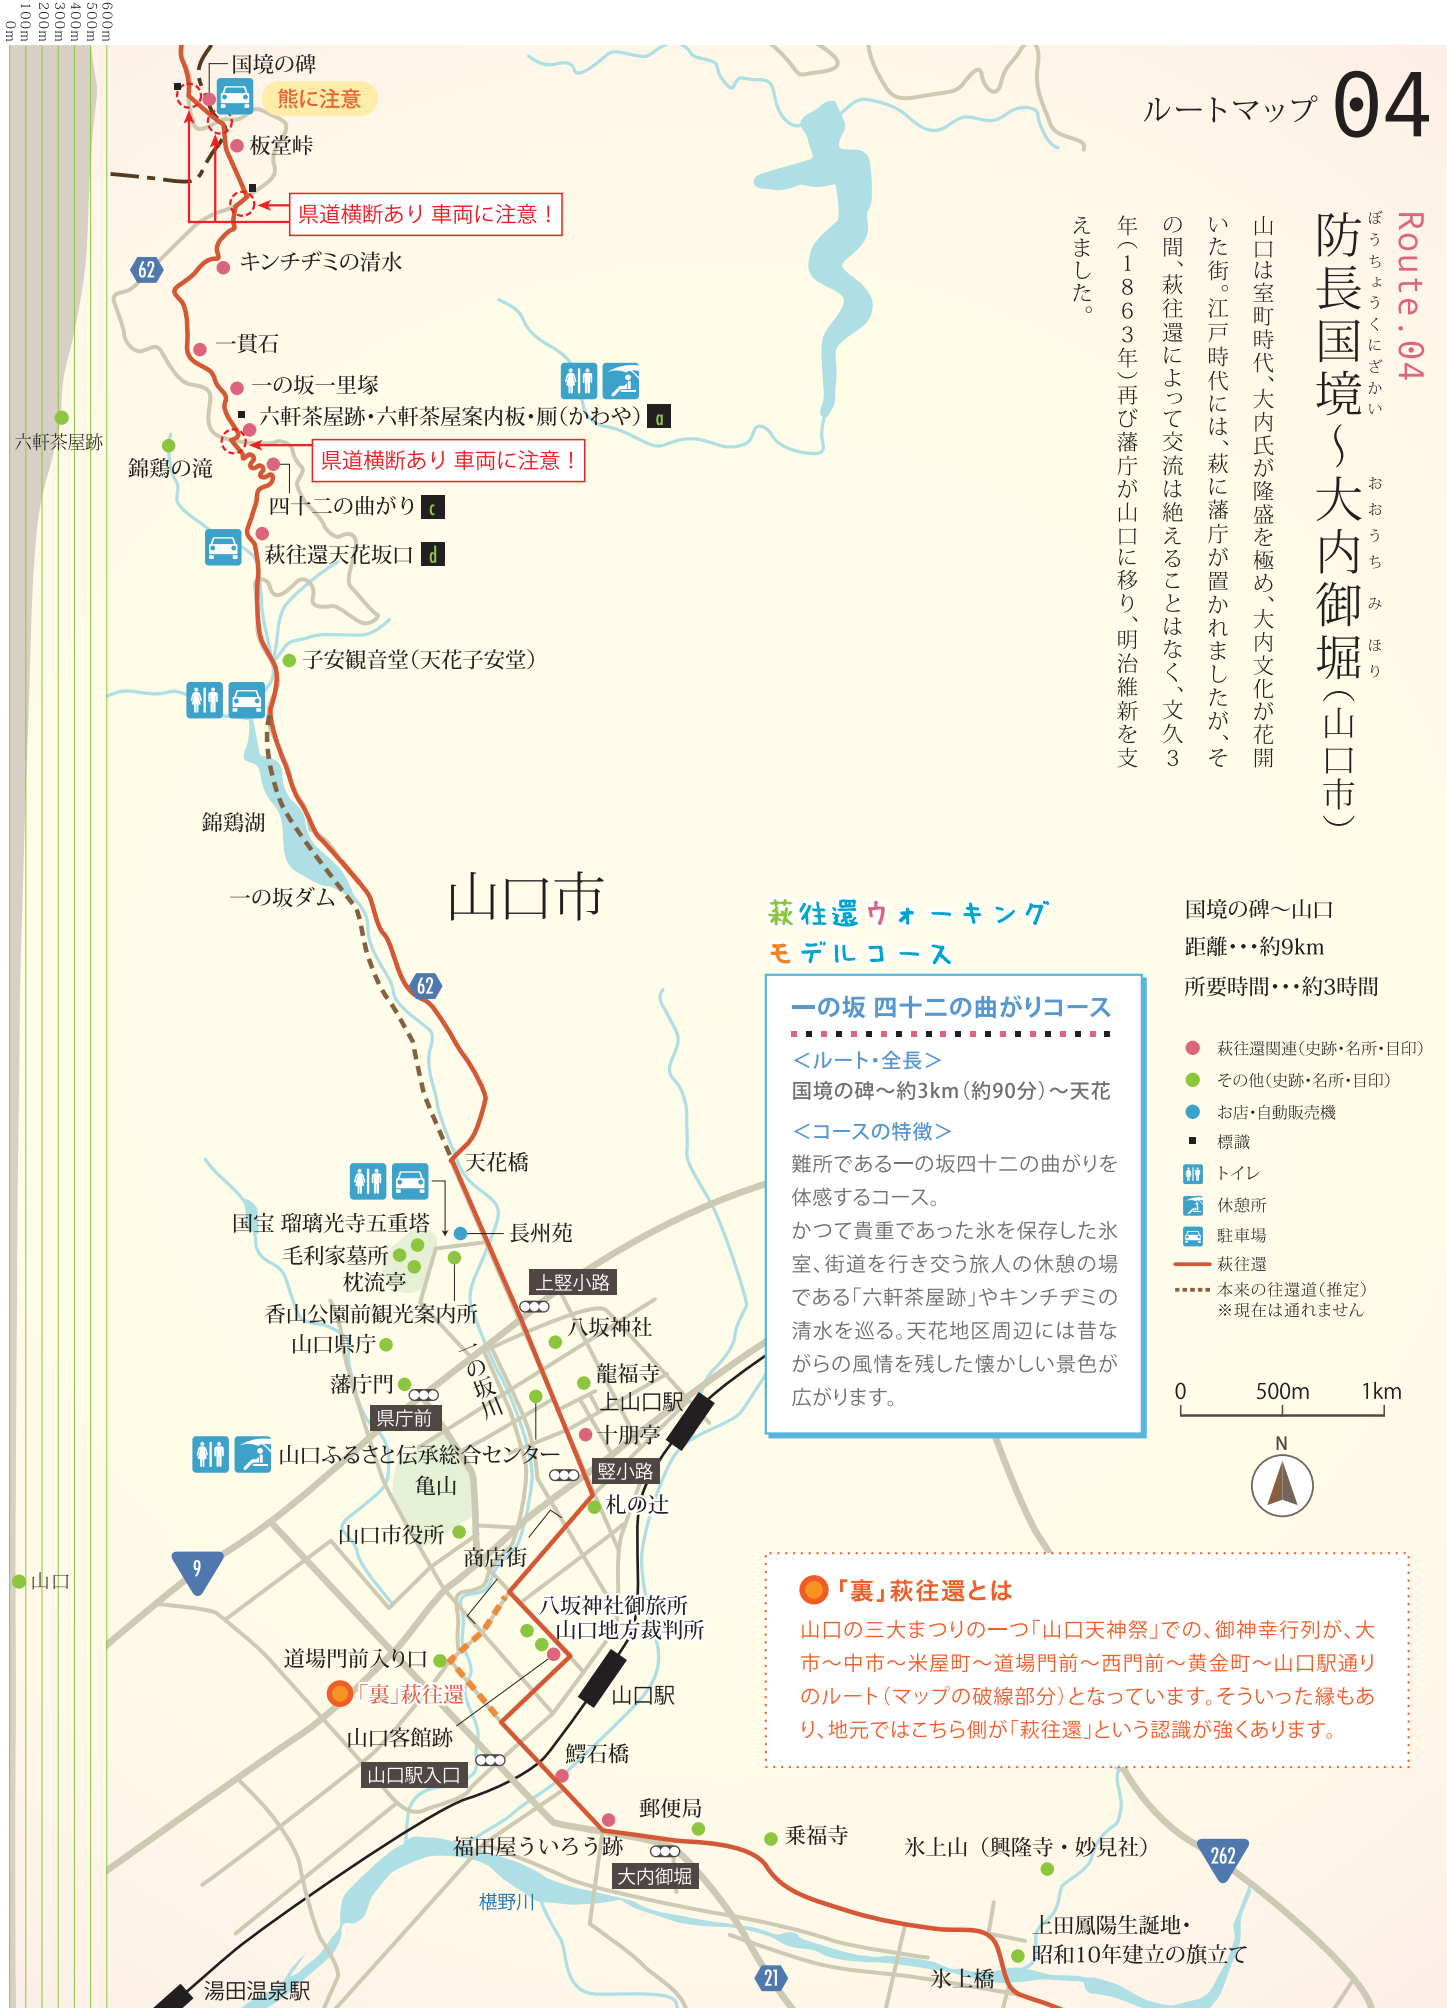 600m
500m
400m
300m
200m
100m
0m
ルートマップ 04
Route.04
防長国境～大内御堀（山口市）
ぼうちょうくにざかい
おおうち みほり
山口は室町時代、大内氏が隆盛を極め、大内文化が花開
いた街。江戸時代には、萩に藩庁が置かれましたが、そ
の間、萩往還によって交流は絶えることはなく、文久3
年（1863年）再び藩庁が山口に移り、明治維新を支
えました。
国境の碑
熊に注意
板堂峠
県道横断あり 車両に注意！
62
キンチヂミの清水
一貫石
一の坂一里塚
六軒茶屋跡・六軒茶屋案内板・厠（かわや） a
六軒茶屋跡
錦鶏の滝
県道横断あり 車両に注意！
四十二の曲がり c
萩往還天花坂口 d
子安観音堂（天花子安堂）
錦鶏湖
一の坂ダム
山口市
62
天花橋
国宝 瑠璃光寺五重塔
長州苑
毛利家墓所
枕流亭
上竪小路
香山公園前観光案内所
八坂神社
山口県庁
一の坂川
龍福寺
藩庁門
上山口駅
県庁前
十朋亭
山口ふるさと伝承総合センター
竪小路
亀山
札の辻
山口市役所
商店街
9
山口
八坂神社御旅所
山口地方裁判所
道場門前入り口
「裏」萩往還
山口駅
山口客館跡
鰐石橋
山口駅入口
郵便局
乗福寺
福田屋ういろう跡
氷上山（興隆寺・妙見社）
262
大内御堀
椹野川
上田鳳陽生誕地・
昭和10年建立の旗立て
21
氷上橋
湯田温泉駅
萩往還ウォーキング
モデルコース
一の坂 四十二の曲がりコース
＜ルート・全長＞
国境の碑～約3km（約90分）～天花
＜コースの特徴＞
難所である一の坂四十二の曲がりを
体感するコース。
かつて貴重であった氷を保存した氷
室、街道を行き交う旅人の休憩の場
である「六軒茶屋跡」やキンチヂミの
清水を巡る。天花地区周辺には昔な
がらの風情を残した懐かしい景色が
広がります。
国境の碑～山口
距離・・・約9km
所要時間・・・約3時間
萩往還関連（史跡・名所・目印）
その他（史跡・名所・目印）
お店・自動販売機
標識
トイレ
休憩所
駐車場
萩往還
本来の往還道（推定）
※現在は通れません
0 500m 1km
N
「裏」萩往還とは
山口の三大まつりの一つ「山口天神祭」での、御神幸行列が、大
市～中市～米屋町～道場門前～西門前～黄金町～山口駅通り
のルート（マップの破線部分）となっています。そういった縁もあ
り、地元ではこちら側が「萩往還」という認識が強くあります。